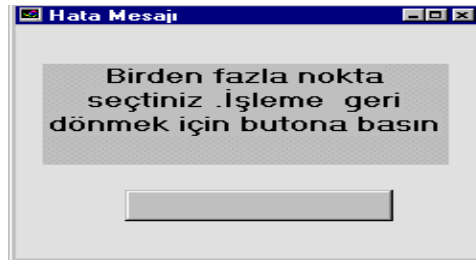 Hata Mesajı
Birden fazla nokta
seçtiniz .İşleme  geri
dönmek için butona basın